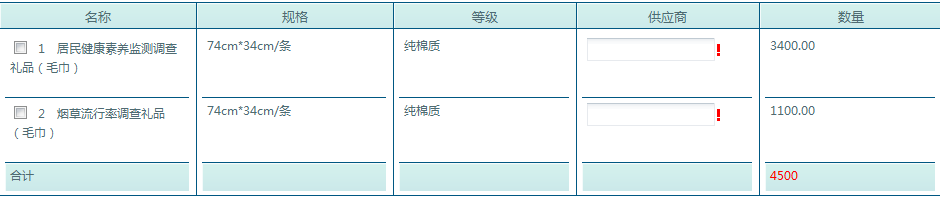 名称 规格 等级 供应商 数量
1 居民健康素养监测调查 74cm*34cm/条 纯棉质 ! 3400.00
礼品（毛巾）
2 烟草流行率调查礼品 74cm*34cm/条 纯棉质 ! 1100.00
（毛巾）
合计 4500